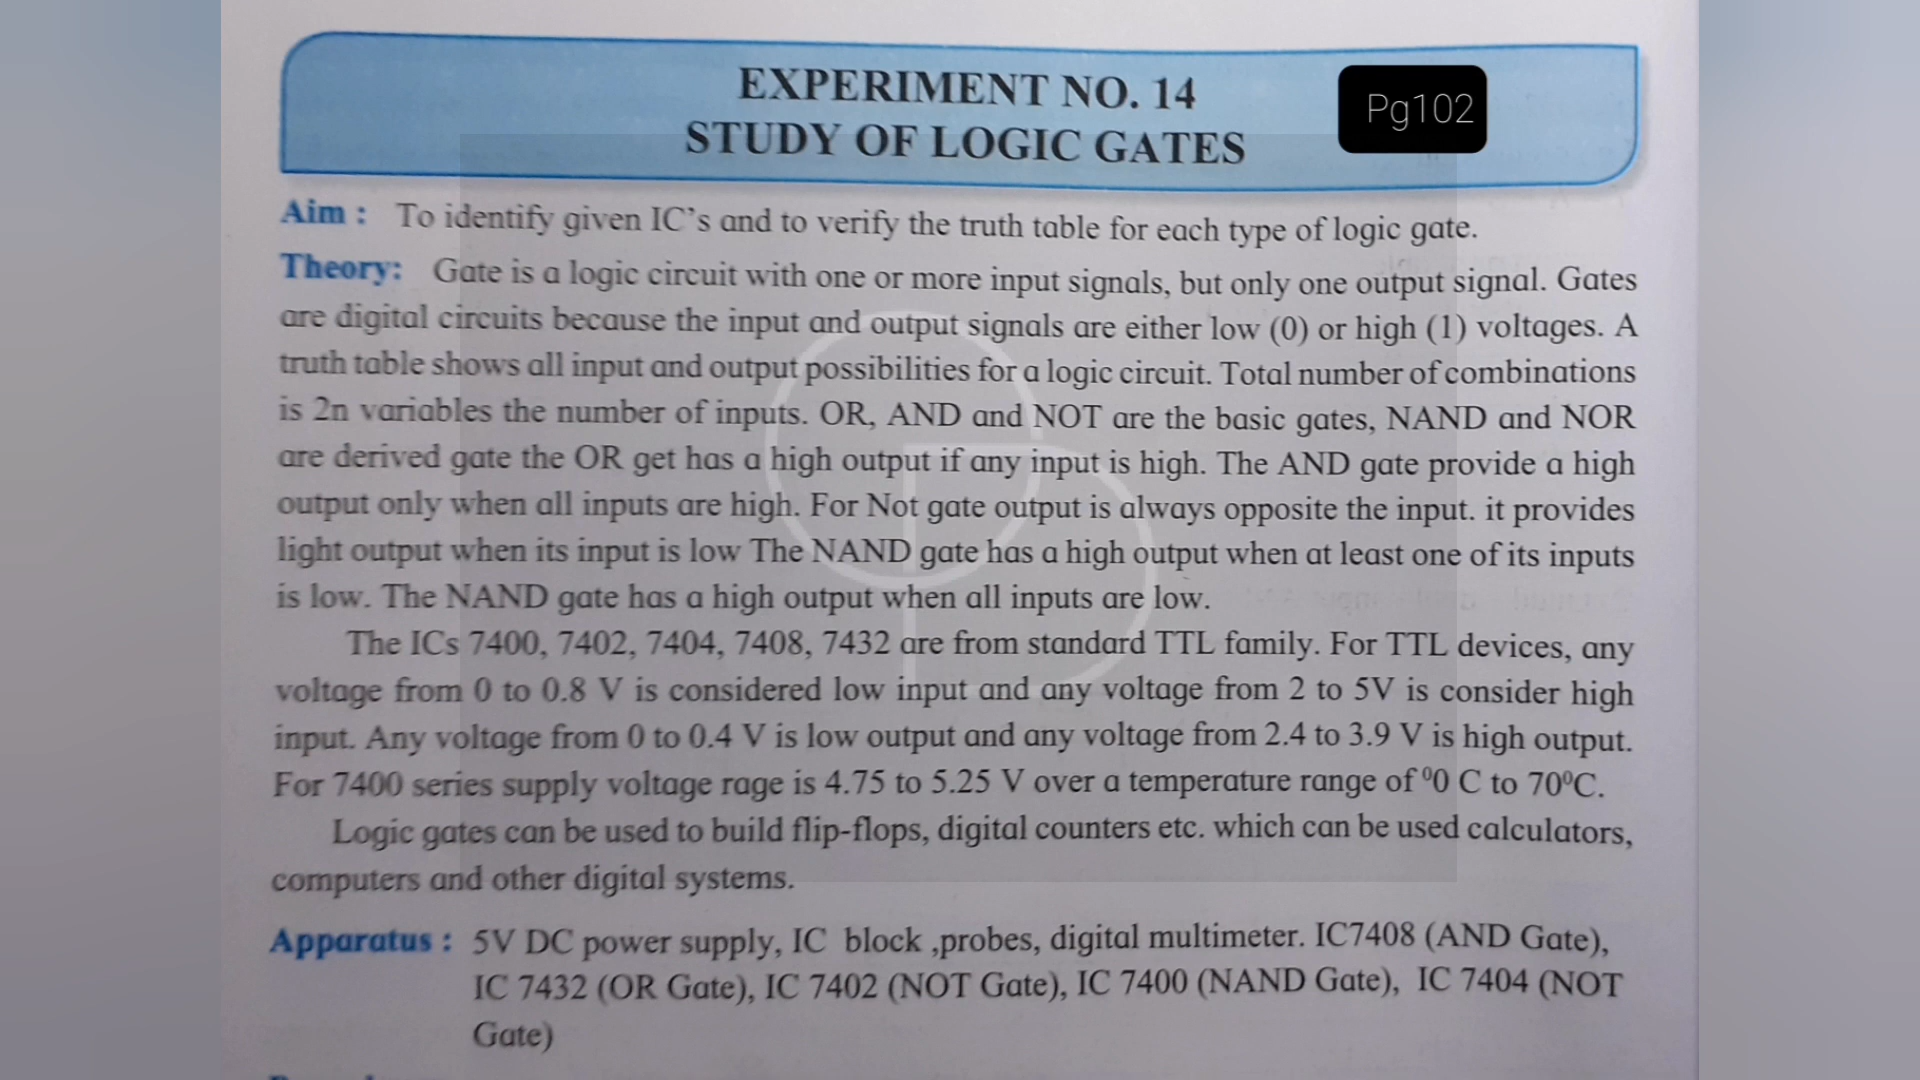 EXPERIMENT NO. 14
STUDY OF LOGIC GATES
Pg102
Aim : To identify given IC's and to verify the truth table for each type of logic gate.
Theory: Gate is a logic circuit with one or more input signals, but only one output signal. Gates
are digital circuits because the input and output signals are either low (0) or high (1) voltages. A
truth table shows all input and output possibilities for a logic circuit. Total number of combinations
is 2n variables the number of inputs. OR, AND and NOT are the basic gates, NAND and NOR
are derived gate the OR get has a high output if any input is high. The AND gate provide a high
output only when all inputs are high. For Not gate output is always opposite the input. it provides
light output when its input is low The NAND gate has a high output when at least one of its inputs
is low. The NAND gate has a high output when all inputs are low.
The ICs 7400, 7402, 7404, 7408, 7432 are from standard TTL family. For TTL devices, any
voltage from 0 to 0.8 V is considered low input and any voltage from 2 to 5V is consider high
input. Any voltage from 0 to 0.4 V is low output and any voltage from 2.4 to 3.9 V is high output.
For 7400 series supply voltage rage is 4.75 to 5.25 V over a temperature range of ⁰0 C to 70⁰C.
Logic gates can be used to build flip-flops, digital counters etc. which can be used calculators,
computers and other digital systems.
Apparatus : 5V DC power supply, IC block ,probes, digital multimeter. IC7408 (AND Gate),
IC 7432 (OR Gate), IC 7402 (NOT Gate), IC 7400 (NAND Gate), IC 7404 (NOT
Gate)